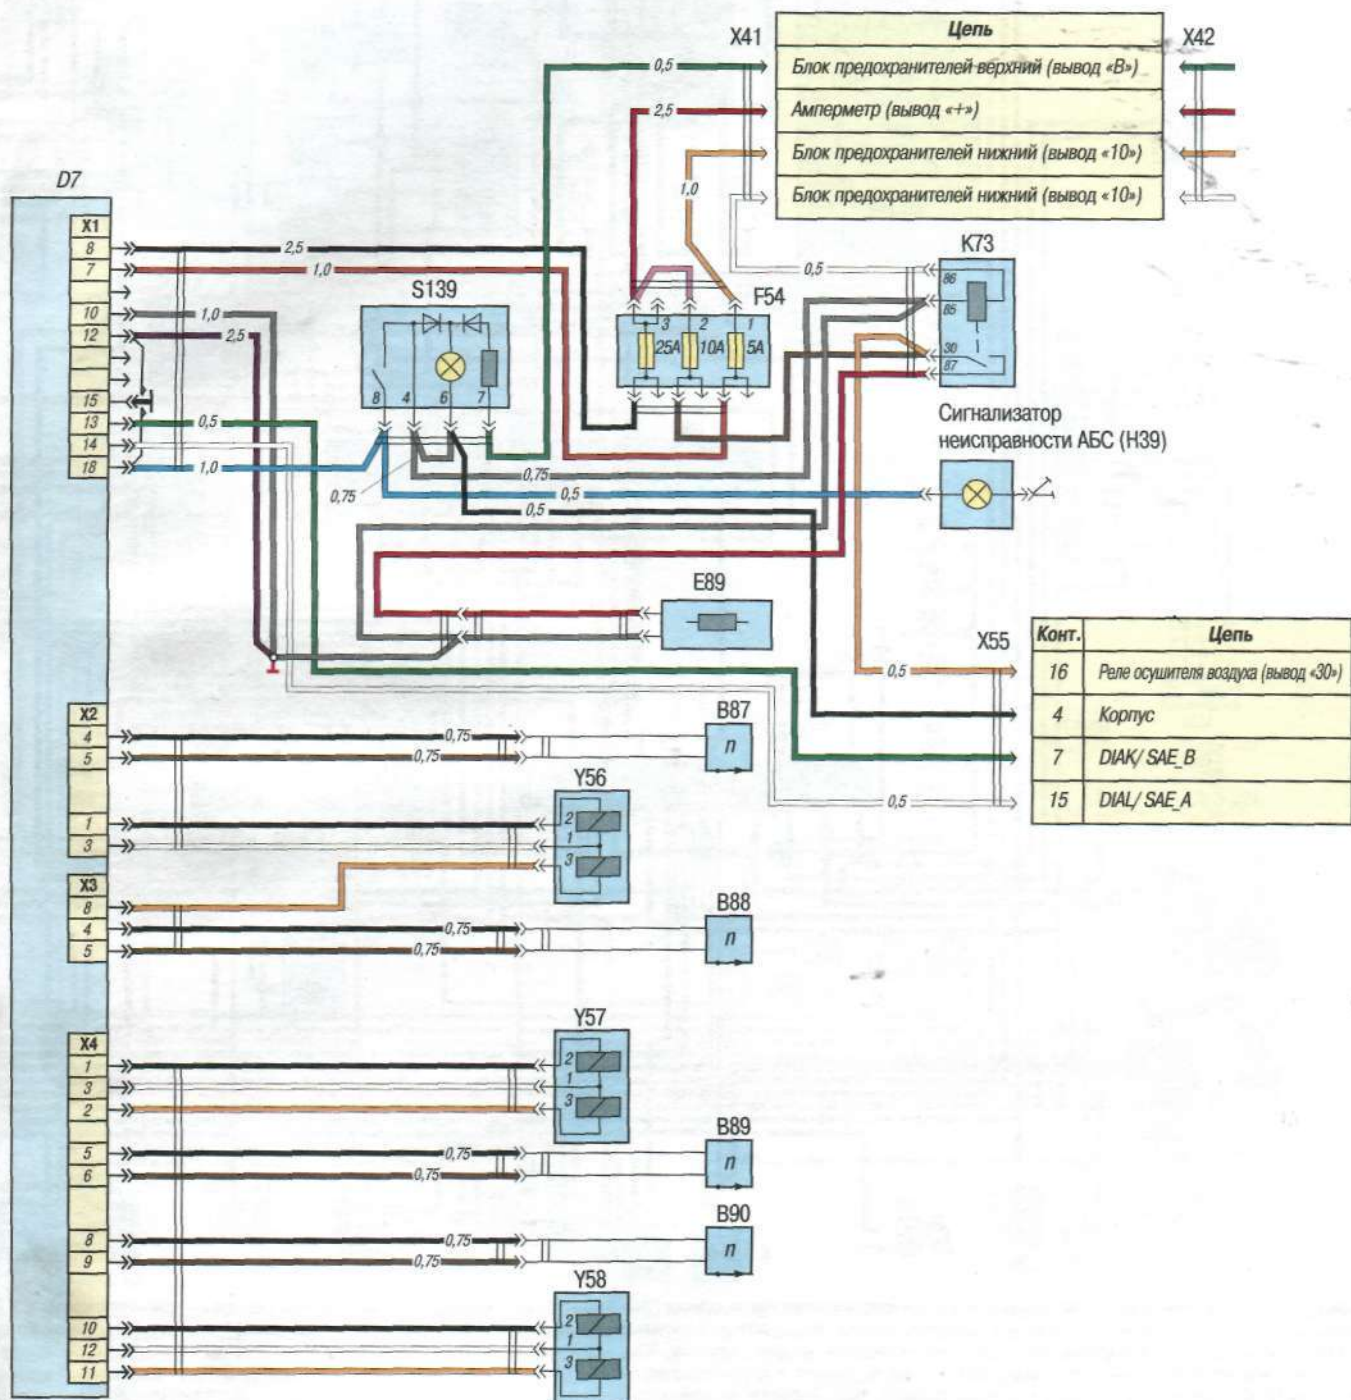 X41
Цепь
X42
0,5
Блок предохранителей верхний (вывод «В»)
2,5
Амперметр (вывод «+»)
Блок предохранителей нижний (вывод «10»)
1,0
Блок предохранителей нижний (вывод «10»)
D7
X1
8
2,5
7
1,0
10
1,0
12
2,5
15
13
0,5
14
18
1,0
S139
8
4
6
7
0,75
F54
3
2
1
25A
10A
5A
0,5
K73
86
85
30
87
0,75
0,5
0,5
Сигнализатор
неисправности АБС (Н39)
E89
X55
Конт.
Цепь
0,5
16
Реле осушителя воздуха (вывод «30»)
4
Корпус
7
DIAK/ SAE_B
0,5
15
DIAL/ SAE_A
X2
4
0,75
5
0,75
B87
n
1
3
Y56
2
1
3
X3
8
4
0,75
5
0,75
B88
n
X4
1
3
2
Y57
2
1
3
5
0,75
6
0,75
B89
n
8
0,75
9
0,75
B90
n
10
12
11
Y58
2
1
3